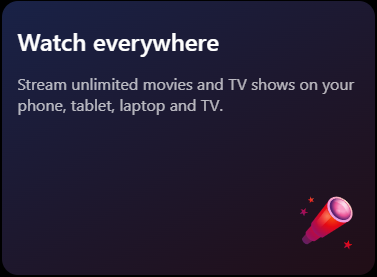 Watch everywhere
Stream unlimited movies and TV shows on your
phone, tablet, laptop and TV.